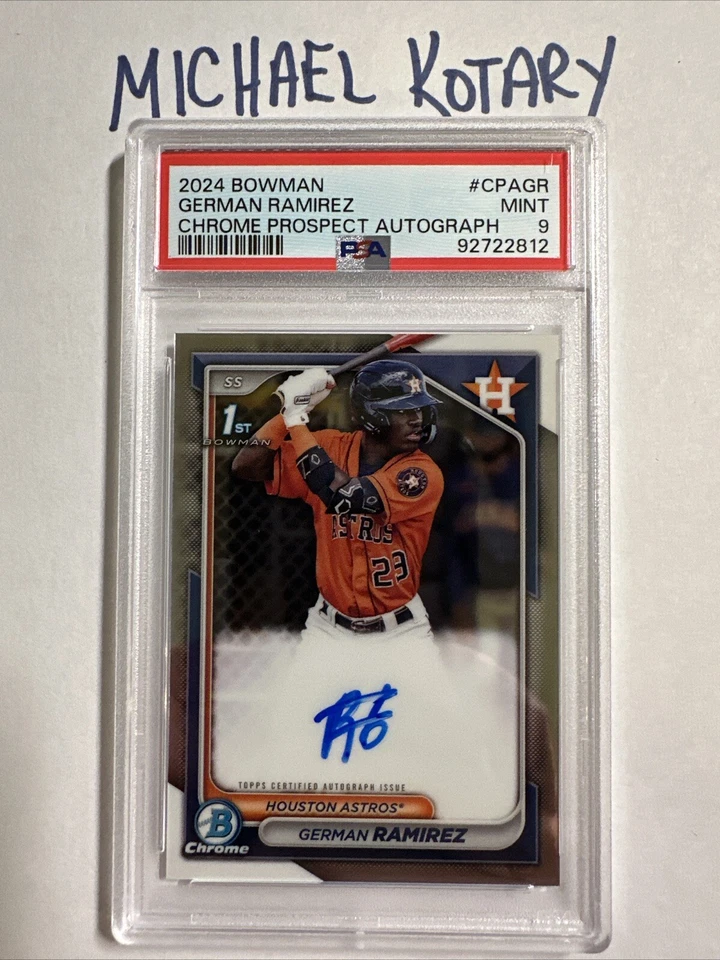 MICHAEL KOTARY
2024 BOWMAN #CPAGR
GERMAN RAMIREZ MINT
CHROME PROSPECT AUTOGRAPH 9
PSA 92722812
SS
1ST
BOWMAN
H
ASTROS
23
TOPPS CERTIFIED AUTOGRAPH ISSUE
HOUSTON ASTROS®
B
Chrome
GERMAN RAMIREZ